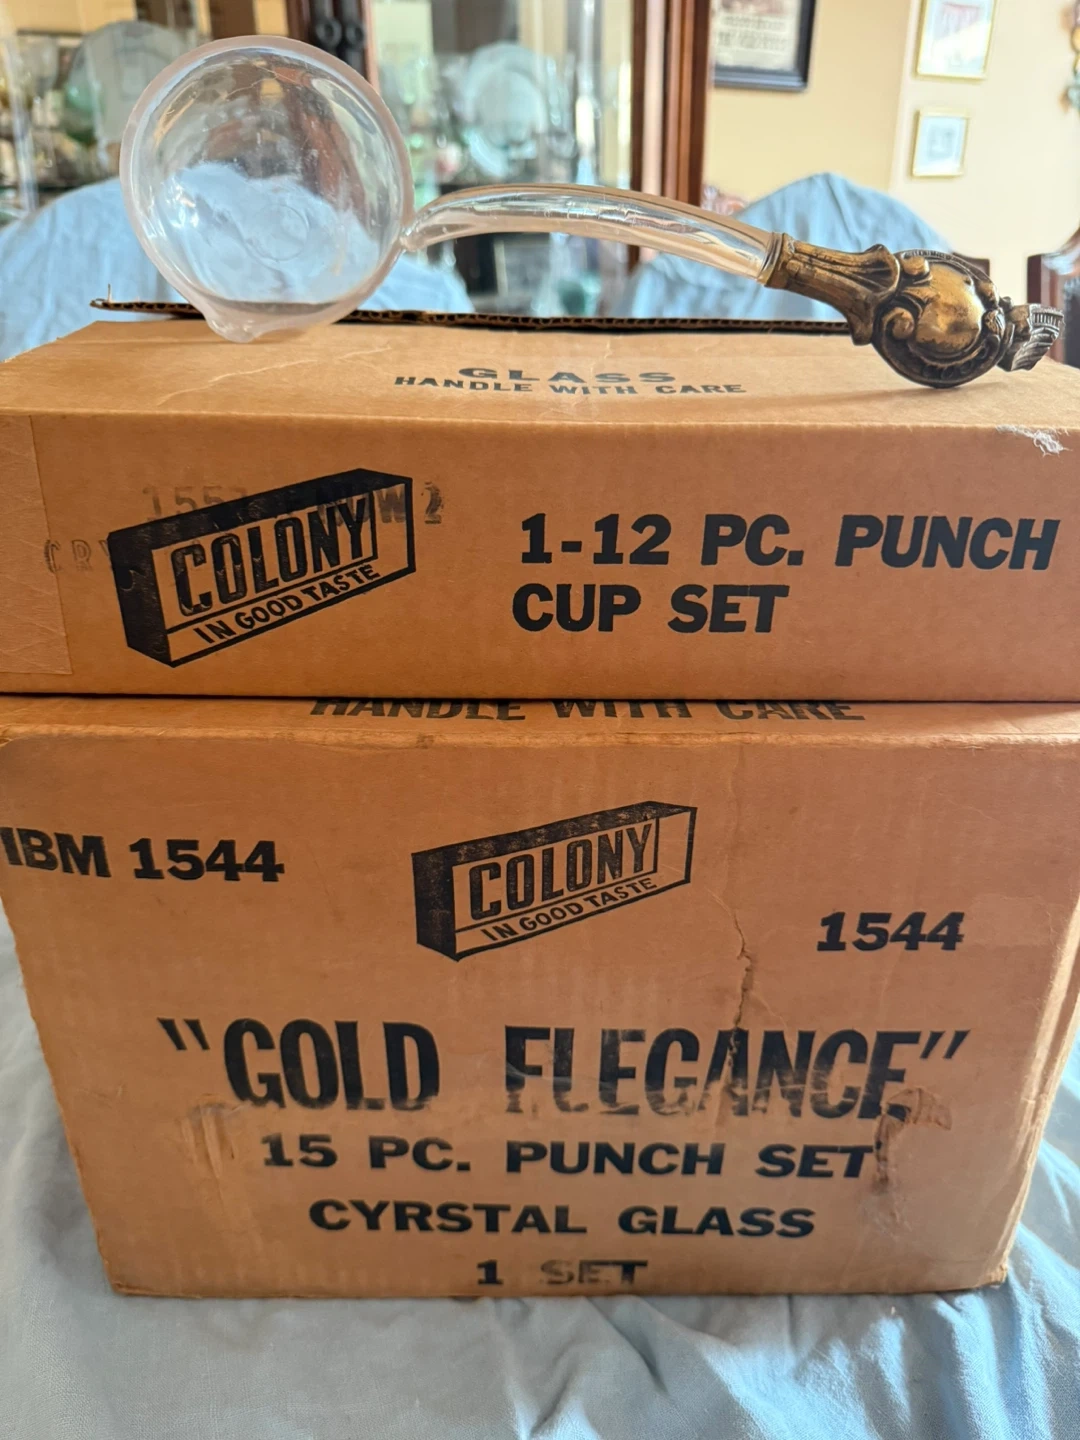 GLASS
HANDLE WITH CARE
COLONY
IN GOOD TASTE
1-12 PC. PUNCH
CUP SET
HANDLE WITH CARE
IBM 1544
COLONY
IN GOOD TASTE
1544
"GOLD ELEGANCE"
15 PC. PUNCH SET
CYRSTAL GLASS
1 SET